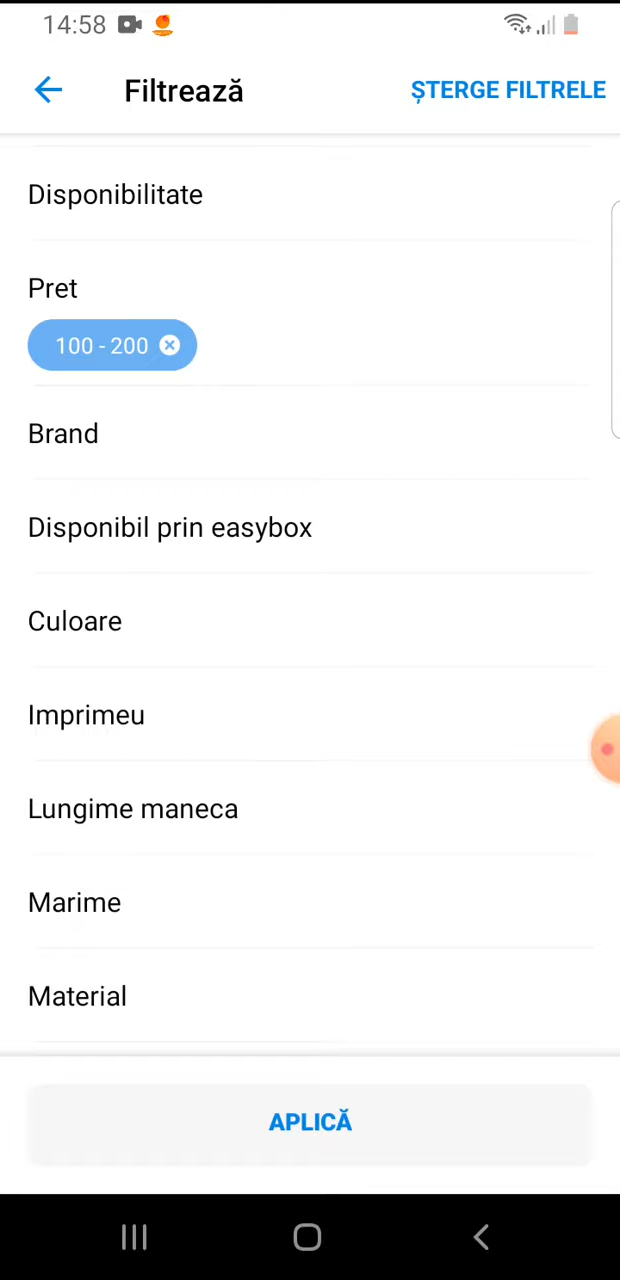 14:58
Filtrează
ȘTERGE FILTRELE
Disponibilitate
Pret
100 - 200
Brand
Disponibil prin easybox
Culoare
Imprimeu
Lungime maneca
Marime
Material
APLICĂ